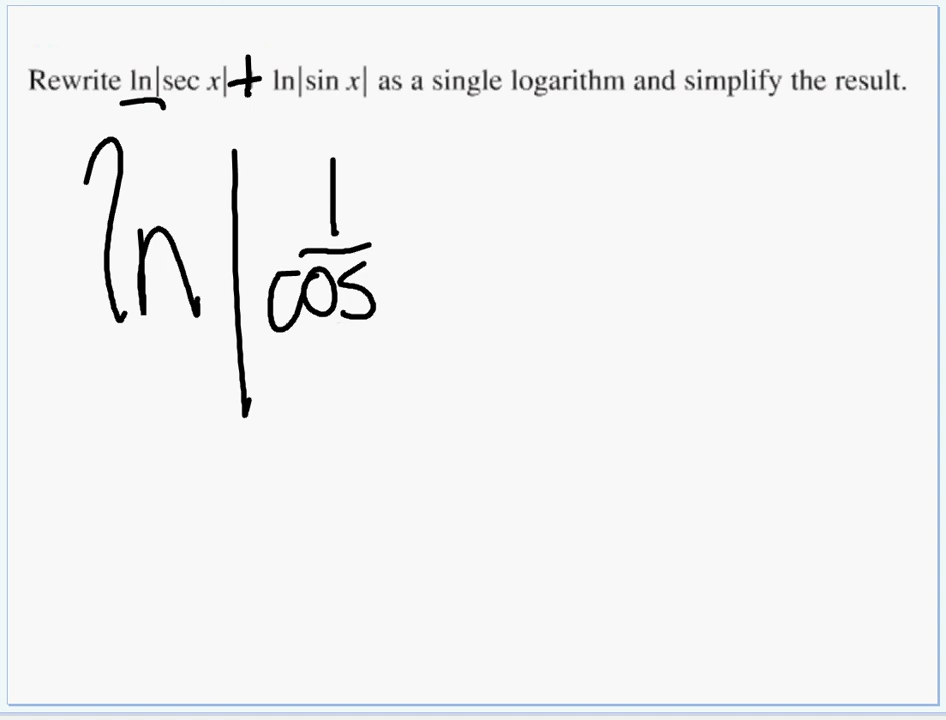 Rewrite ln|sec x| + ln|sin x| as a single logarithm and simplify the result.
ln | 1
cos